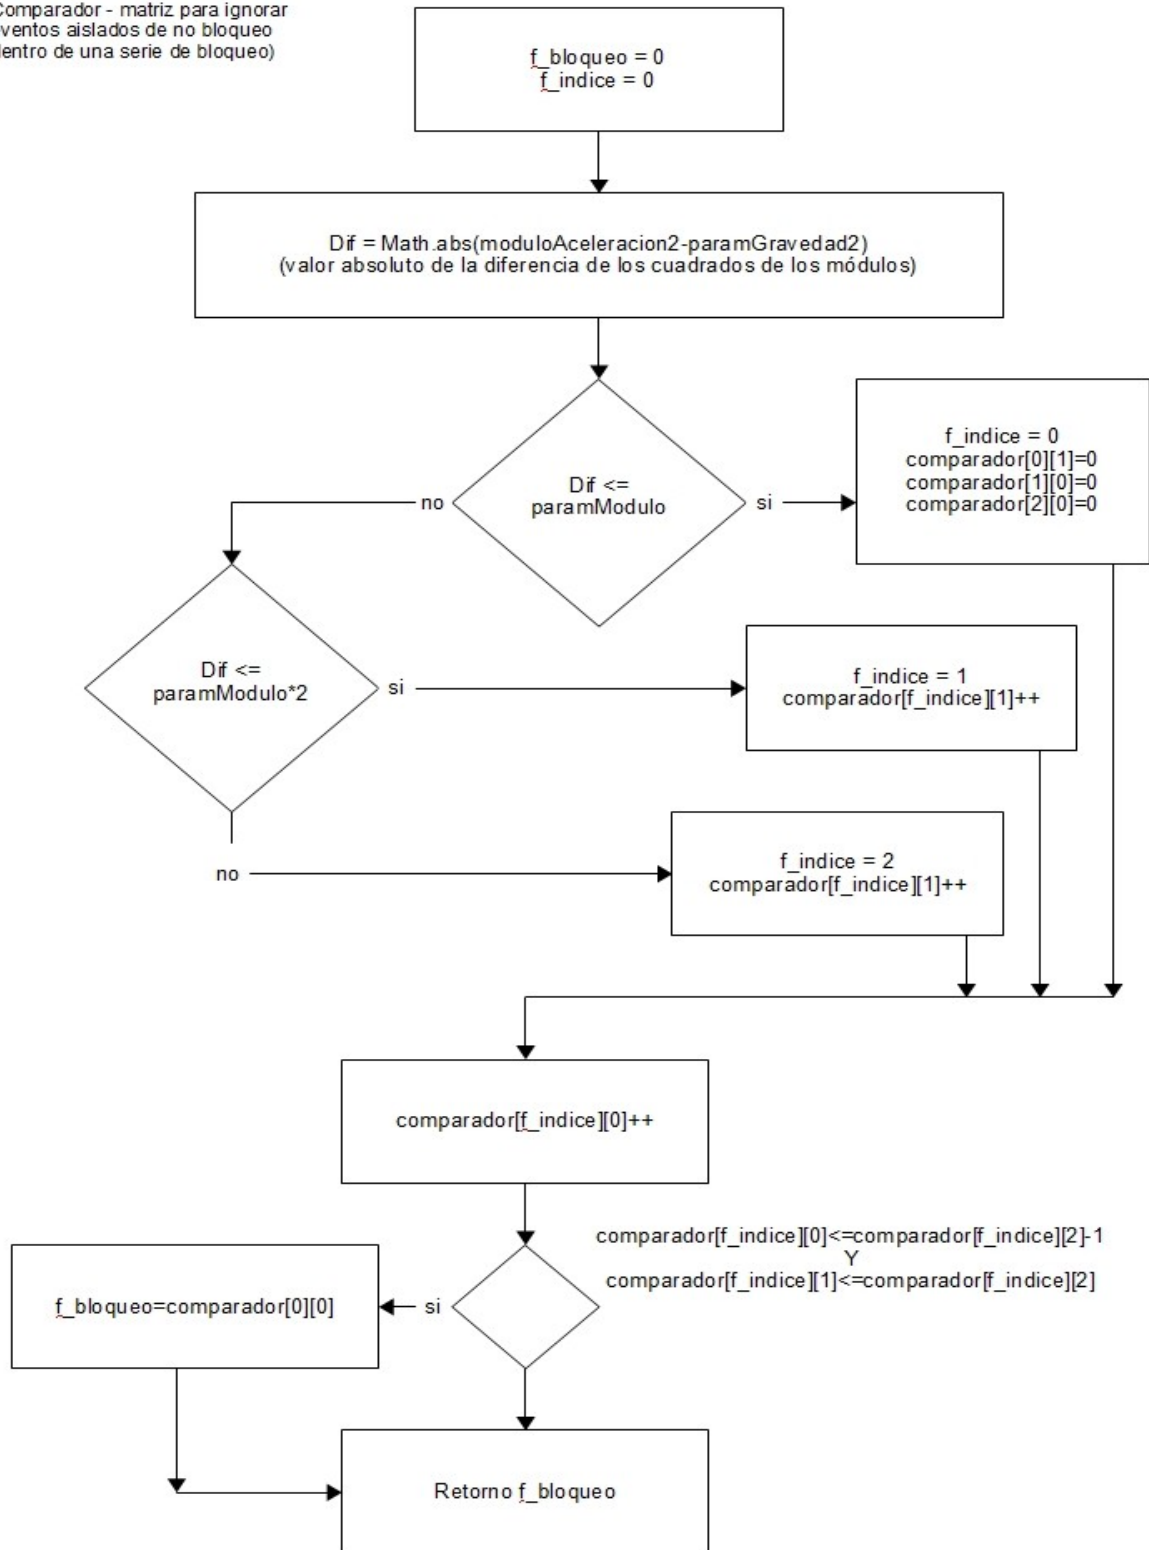 Comparador - matriz para ignorar
eventos aislados de no bloqueo
dentro de una serie de bloqueo)
f_bloqueo = 0
f_indice = 0
Dif = Math.abs(moduloAceleracion2-paramGravedad2)
(valor absoluto de la diferencia de los cuadrados de los módulos)
f_indice = 0
comparador[0][1]=0
comparador[1][0]=0
comparador[2][0]=0
Dif <=
paramModulo
no
si
Dif <=
paramModulo*2
si
f_indice = 1
comparador[f_indice][1]++
no
f_indice = 2
comparador[f_indice][1]++
comparador[f_indice][0]++
comparador[f_indice][0]<=comparador[f_indice][2]-1
Y
comparador[f_indice][1]<=comparador[f_indice][2]
f_bloqueo=comparador[0][0]
si
Retorno f_bloqueo